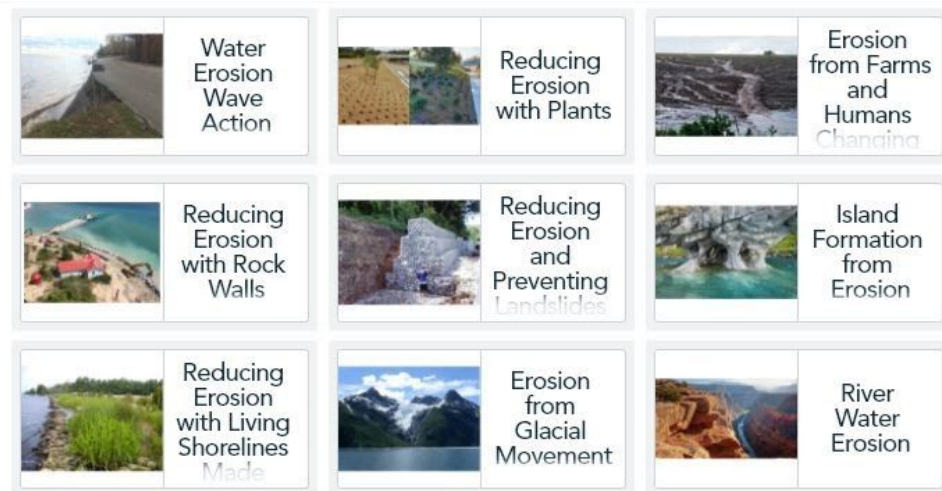 Water
Erosion
Wave
Action
Reducing
Erosion
with Plants
Erosion
from Farms
and
Humans
Changing
Reducing
Erosion
with Rock
Walls
Reducing
Erosion
and
Preventing
Landslides
Island
Formation
from
Erosion
Reducing
Erosion
with Living
Shorelines
Made
Erosion
from
Glacial
Movement
River
Water
Erosion